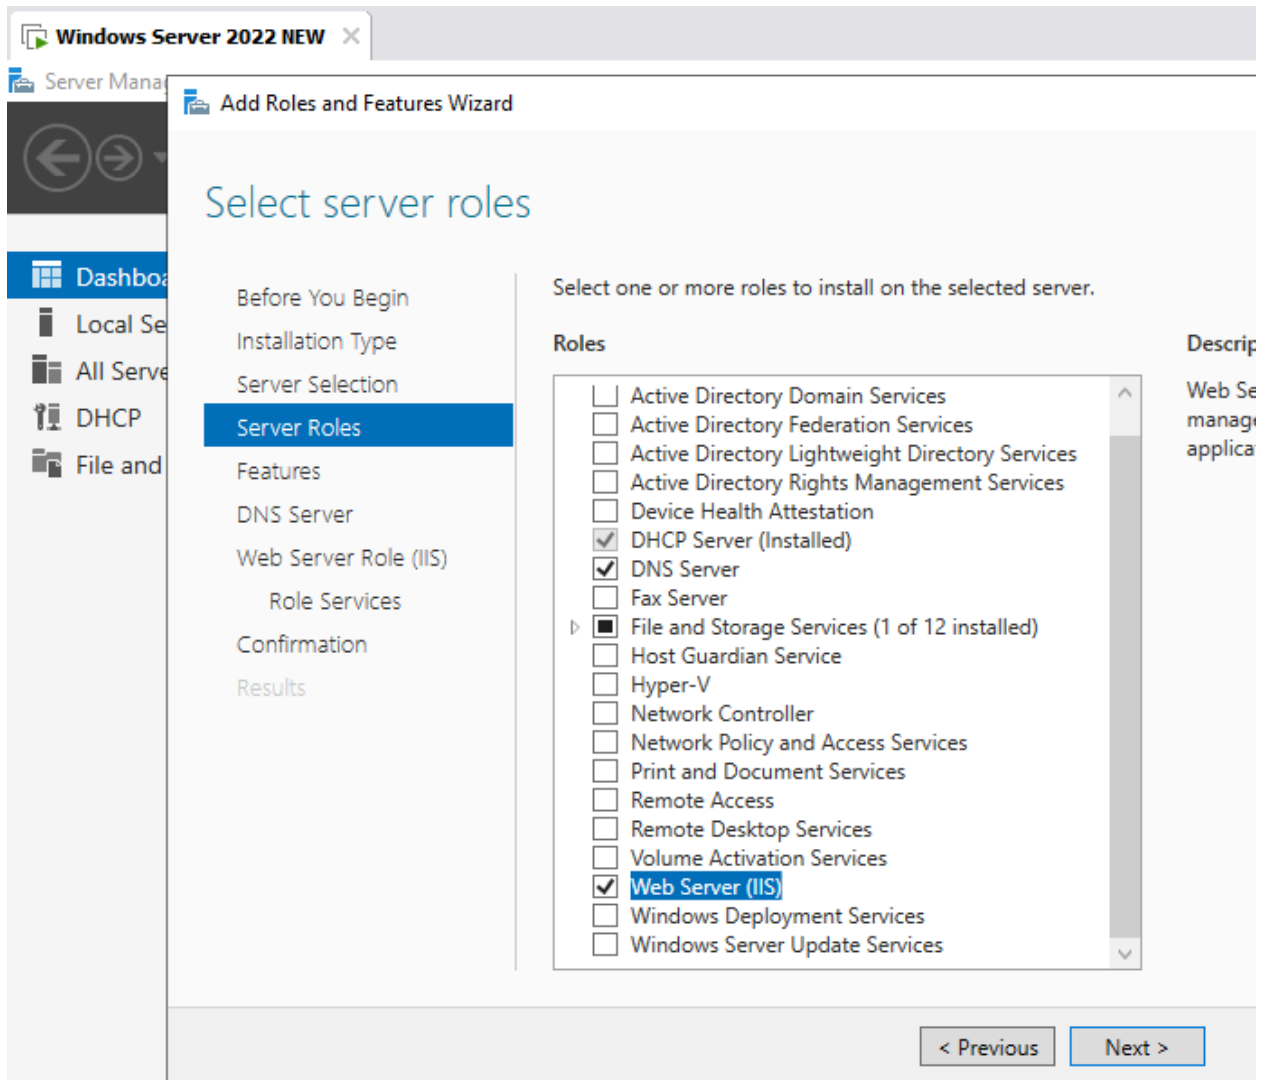 Windows Server 2022 NEW
Server Mana
Add Roles and Features Wizard
Select server roles
Dashboa
Local Se
All Serve
DHCP
File and
Before You Begin
Installation Type
Server Selection
Server Roles
Features
DNS Server
Web Server Role (IIS)
Role Services
Confirmation
Results
Select one or more roles to install on the selected server.
Roles
Active Directory Domain Services
Active Directory Federation Services
Active Directory Lightweight Directory Services
Active Directory Rights Management Services
Device Health Attestation
DHCP Server (Installed)
DNS Server
Fax Server
File and Storage Services (1 of 12 installed)
Host Guardian Service
Hyper-V
Network Controller
Network Policy and Access Services
Print and Document Services
Remote Access
Remote Desktop Services
Volume Activation Services
Web Server (IIS)
Windows Deployment Services
Windows Server Update Services
Descrip
Web Se
manage
applica
< Previous
Next >